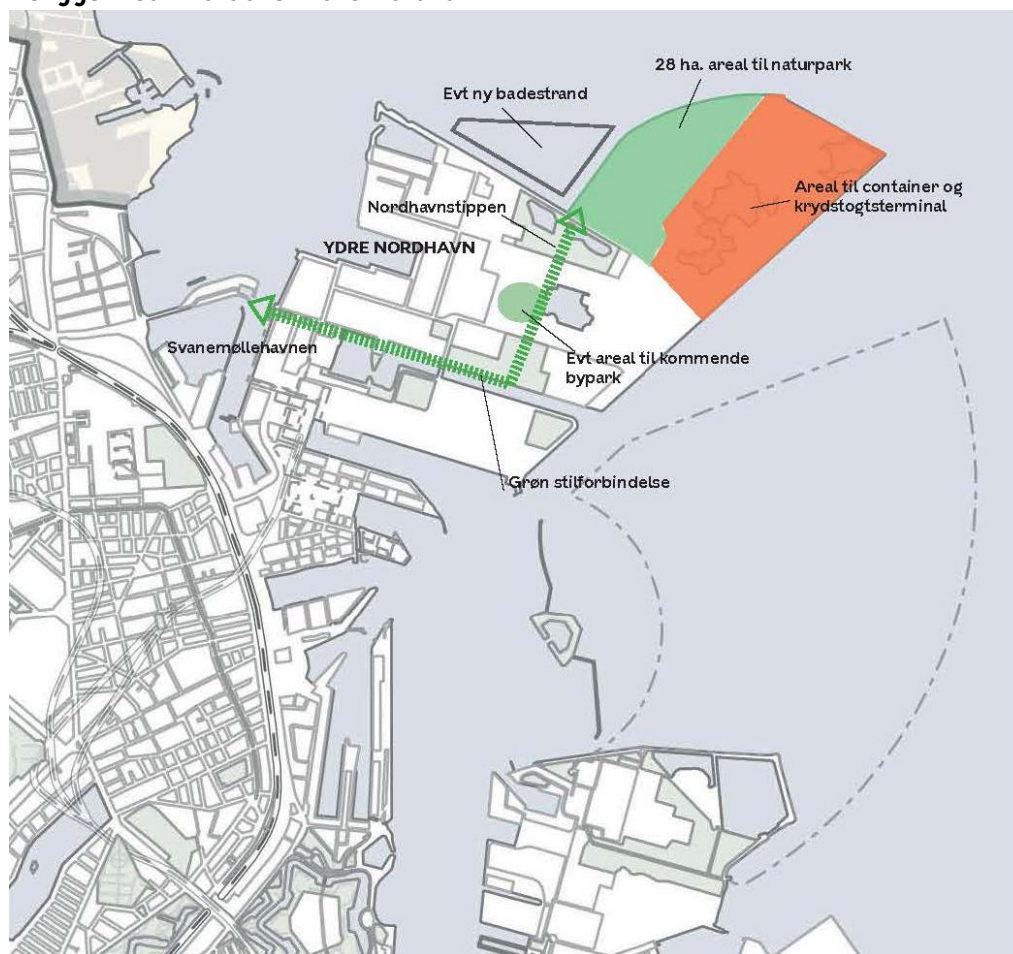 28 ha. areal til naturpark
Evt ny badestrand
Areal til container og
krydstogtsterminal
Nordhavnstippen
YDRE NORDHAVN
Svanemøllehavnen
Evt areal til kommende
bypark
Grøn stilforbindelse